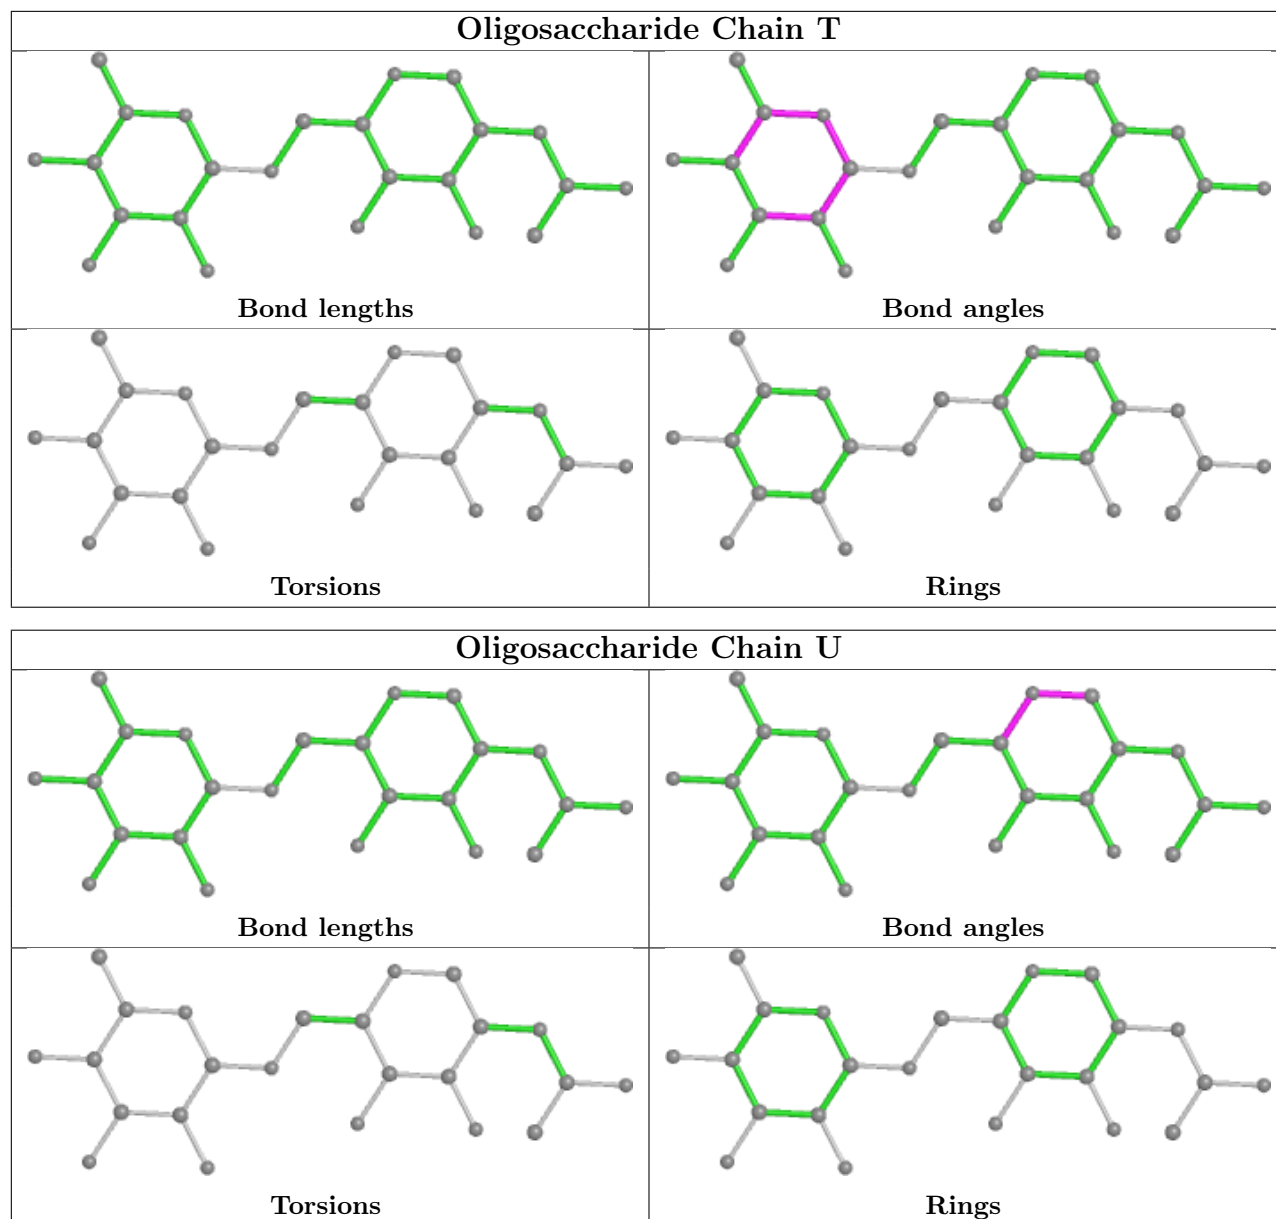 Oligosaccharide Chain T
Bond lengths
Bond angles
Torsions
Rings
Oligosaccharide Chain U
Bond lengths
Bond angles
Torsions
Rings